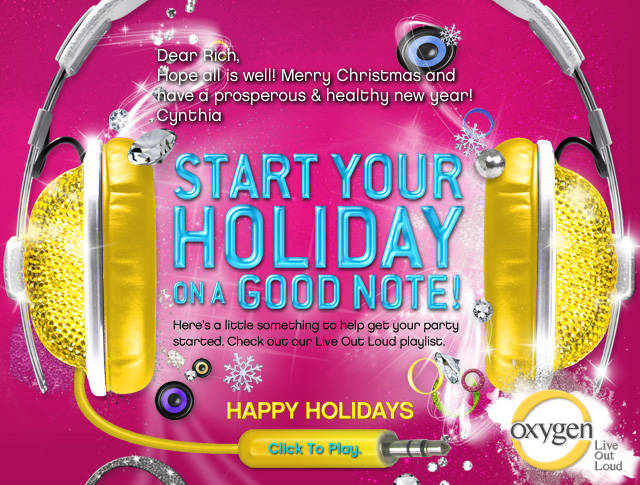 Dear Rich,
Hope all is well! Merry Christmas and
have a prosperous & healthy new year!
Cynthia
START YOUR
HOLIDAY
ON A GOOD NOTE!
Here's a little something to help get your party
started. Check out our Live Out Loud playlist.
HAPPY HOLIDAYS
Click To Play.
oxygen
Live
Out
Loud